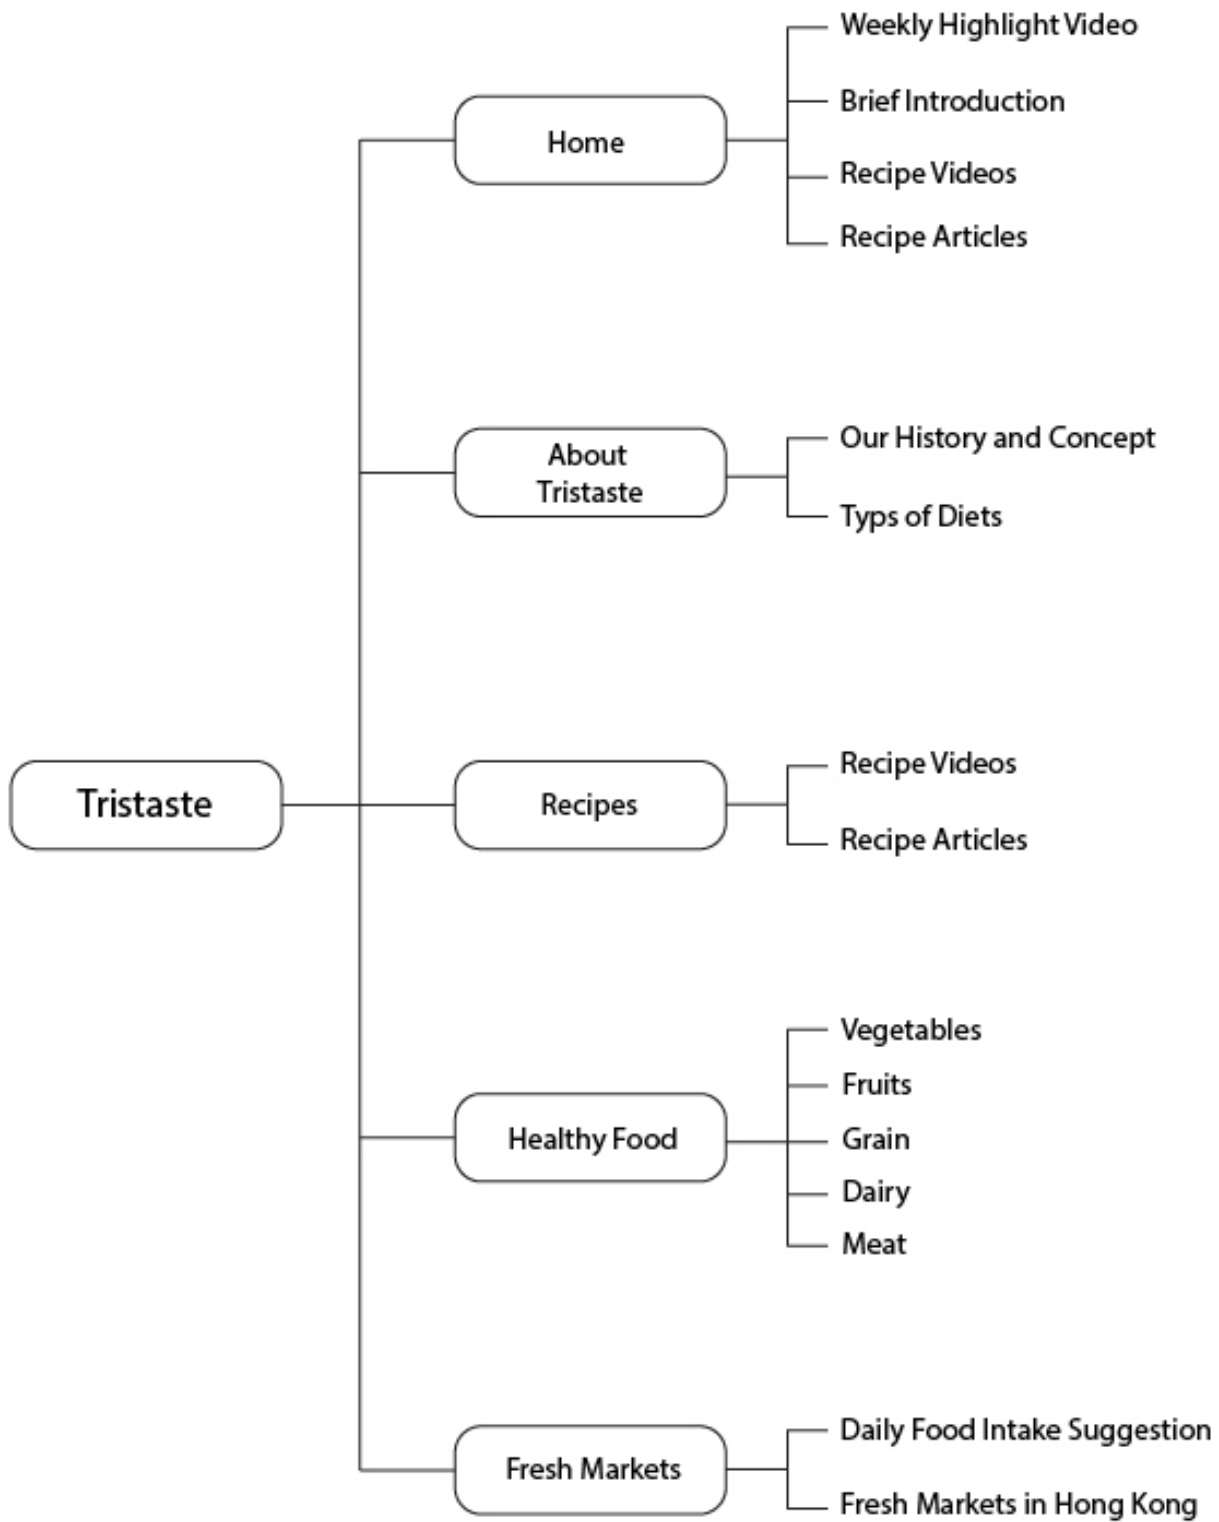 Weekly Highlight Video
Brief Introduction
Home
Recipe Videos
Recipe Articles
Our History and Concept
About
Tristaste
Typs of Diets
Recipe Videos
Tristaste
Recipes
Recipe Articles
Vegetables
Fruits
Healthy Food
Grain
Dairy
Meat
Daily Food Intake Suggestion
Fresh Markets
Fresh Markets in Hong Kong